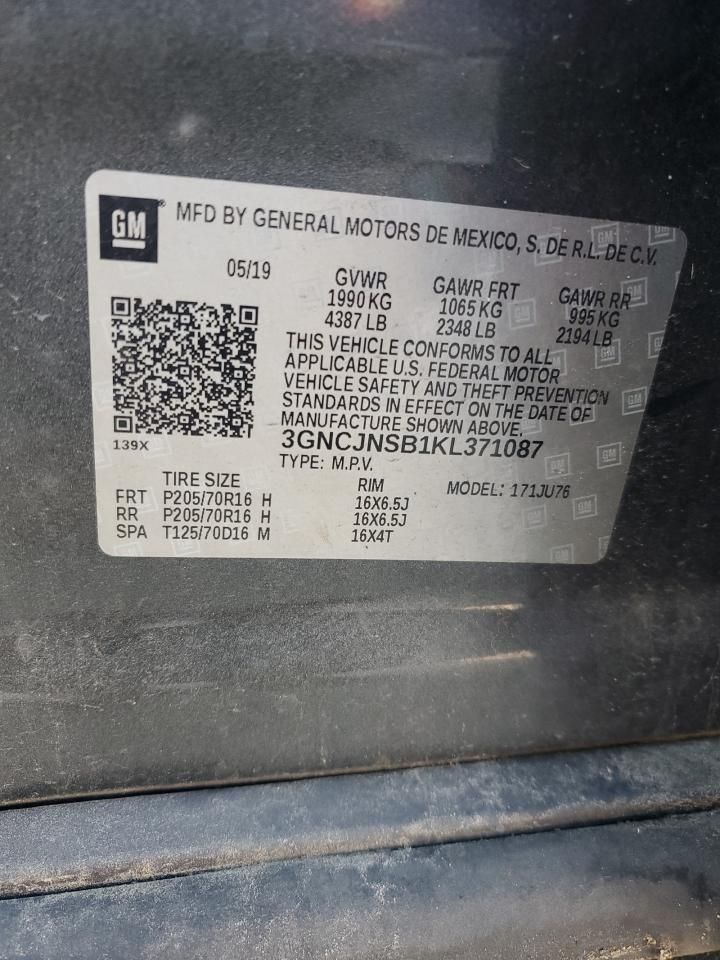 GM ® MFD BY GENERAL MOTORS DE MEXICO, S. DE R.L. DE C.V.
05/19
GVWR GAWR FRT GAWR RR
1990 KG 1065 KG 995 KG
4387 LB 2348 LB 2194 LB
THIS VEHICLE CONFORMS TO ALL
APPLICABLE U.S. FEDERAL MOTOR
VEHICLE SAFETY AND THEFT PREVENTION
STANDARDS IN EFFECT ON THE DATE OF
MANUFACTURE SHOWN ABOVE.
139X
3GNCJNSB1KL371087
TYPE: M.P.V.
TIRE SIZE RIM MODEL: 171JU76
FRT P205/70R16 H 16X6.5J
RR P205/70R16 H 16X6.5J
SPA T125/70D16 M 16X4T